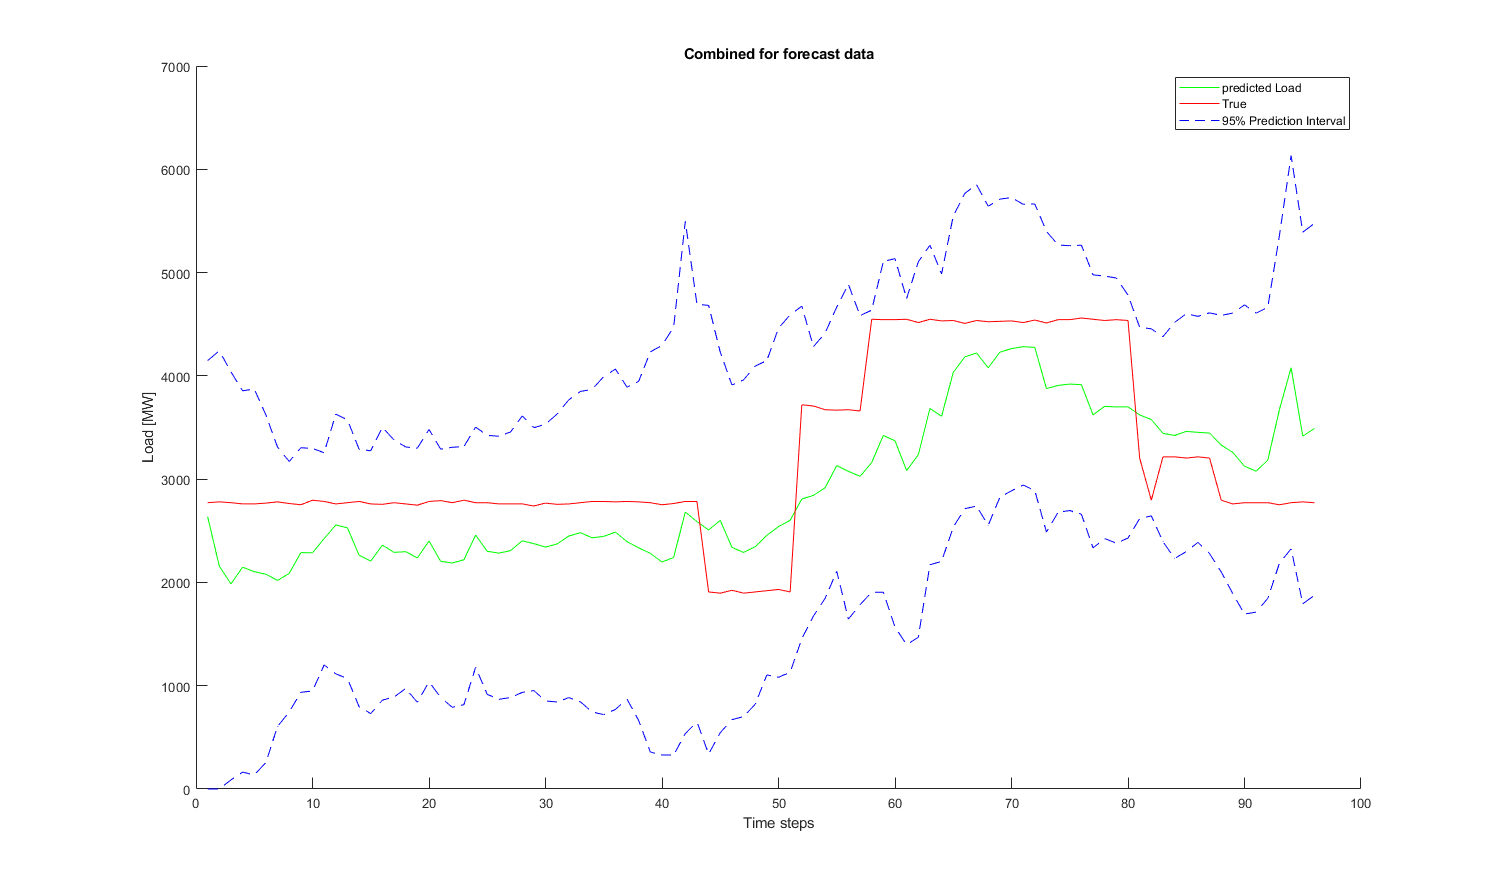 Combined for forecast data
7000
6000
5000
4000
3000
2000
1000
0
Load [MW]
predicted Load
True
95% Prediction Interval
0 10 20 30 40 50 60 70 80 90 100
Time steps